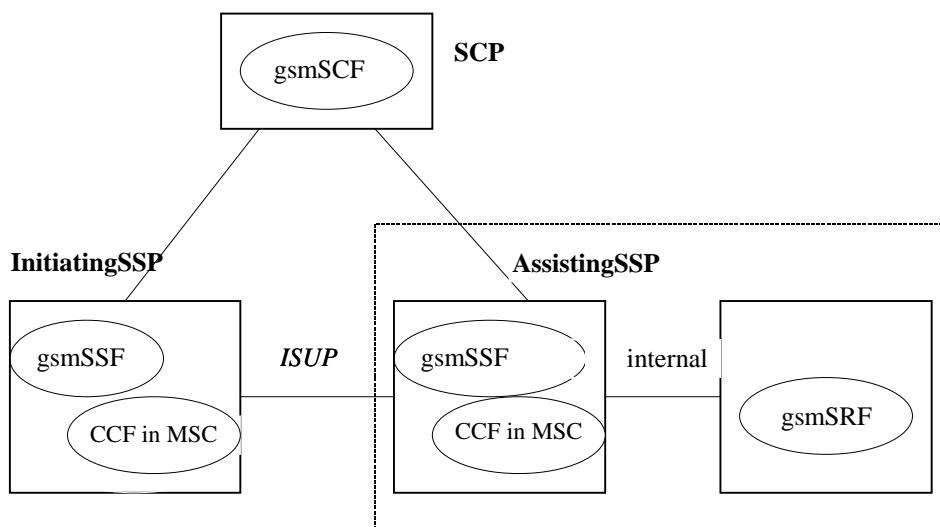 SCP
gsmSCF
InitiatingSSP
AssistingSSP
gsmSSF
ISUP
gsmSSF
internal
gsmSRF
CCF in MSC
CCF in MSC